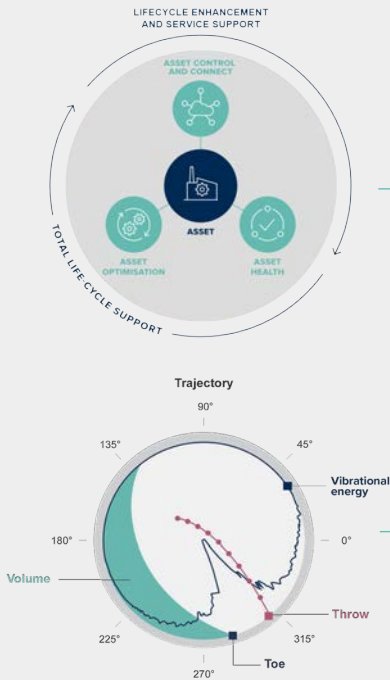 LIFECYCLE ENHANCEMENT
AND SERVICE SUPPORT
ASSET CONTROL
AND CONNECT
ASSET
ASSET
OPTIMISATION
ASSET
HEALTH
TOTAL LIFE-CYCLE SUPPORT
Trajectory
90°
135°
45°
Vibrational
energy
180°
0°
Volume
Throw
225°
315°
Toe
270°